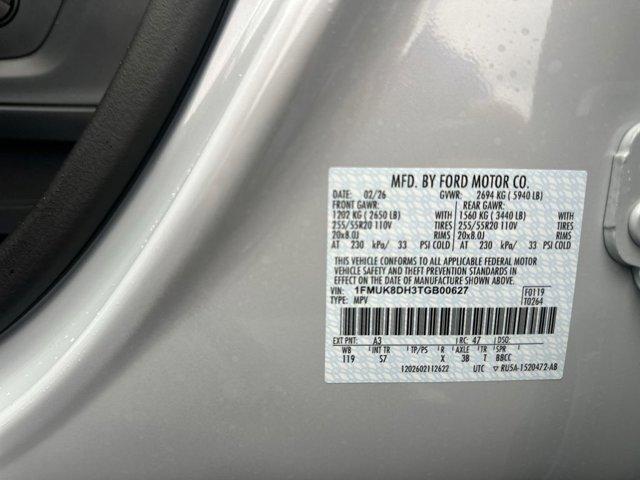 MFD. BY FORD MOTOR CO.
DATE: 02/26 GVWR: 2694 KG ( 5940 LB)
FRONT GAWR: REAR GAWR:
1202 KG ( 2650 LB) WITH 1560 KG ( 3440 LB) WITH
255/55R20 110V TIRES 255/55R20 110V TIRES
20x8.0J RIMS 20x8.0J RIMS
AT 230 kPa/ 33 PSI COLD AT 230 kPa/ 33 PSI COLD
THIS VEHICLE CONFORMS TO ALL APPLICABLE FEDERAL MOTOR
VEHICLE SAFETY AND THEFT PREVENTION STANDARDS IN
EFFECT ON THE DATE OF MANUFACTURE SHOWN ABOVE.
VIN: 1FMUK8DH3TGB00627 F0119
TYPE: MPV T0264
EXT PNT: A3 RC: 47 DSO:
WB INT TR TP/PS R AXLE TR SPR
119 S7 X 3B T BBCC
1202602112622 UTC ▽ RU5A-1520472-AB